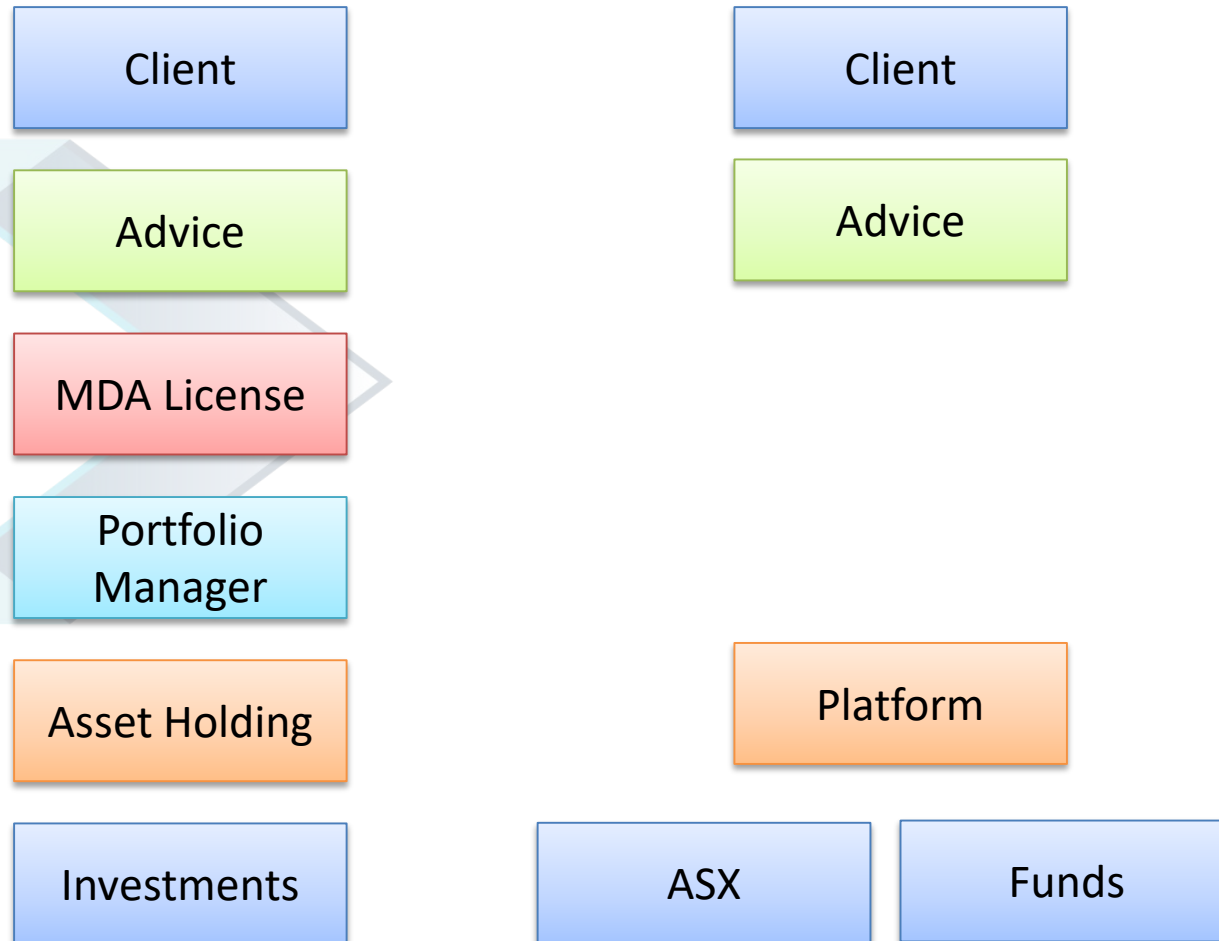 Client
Advice
MDA License
Portfolio
Manager
Asset Holding
Investments
Client
Advice
Platform
ASX
Funds